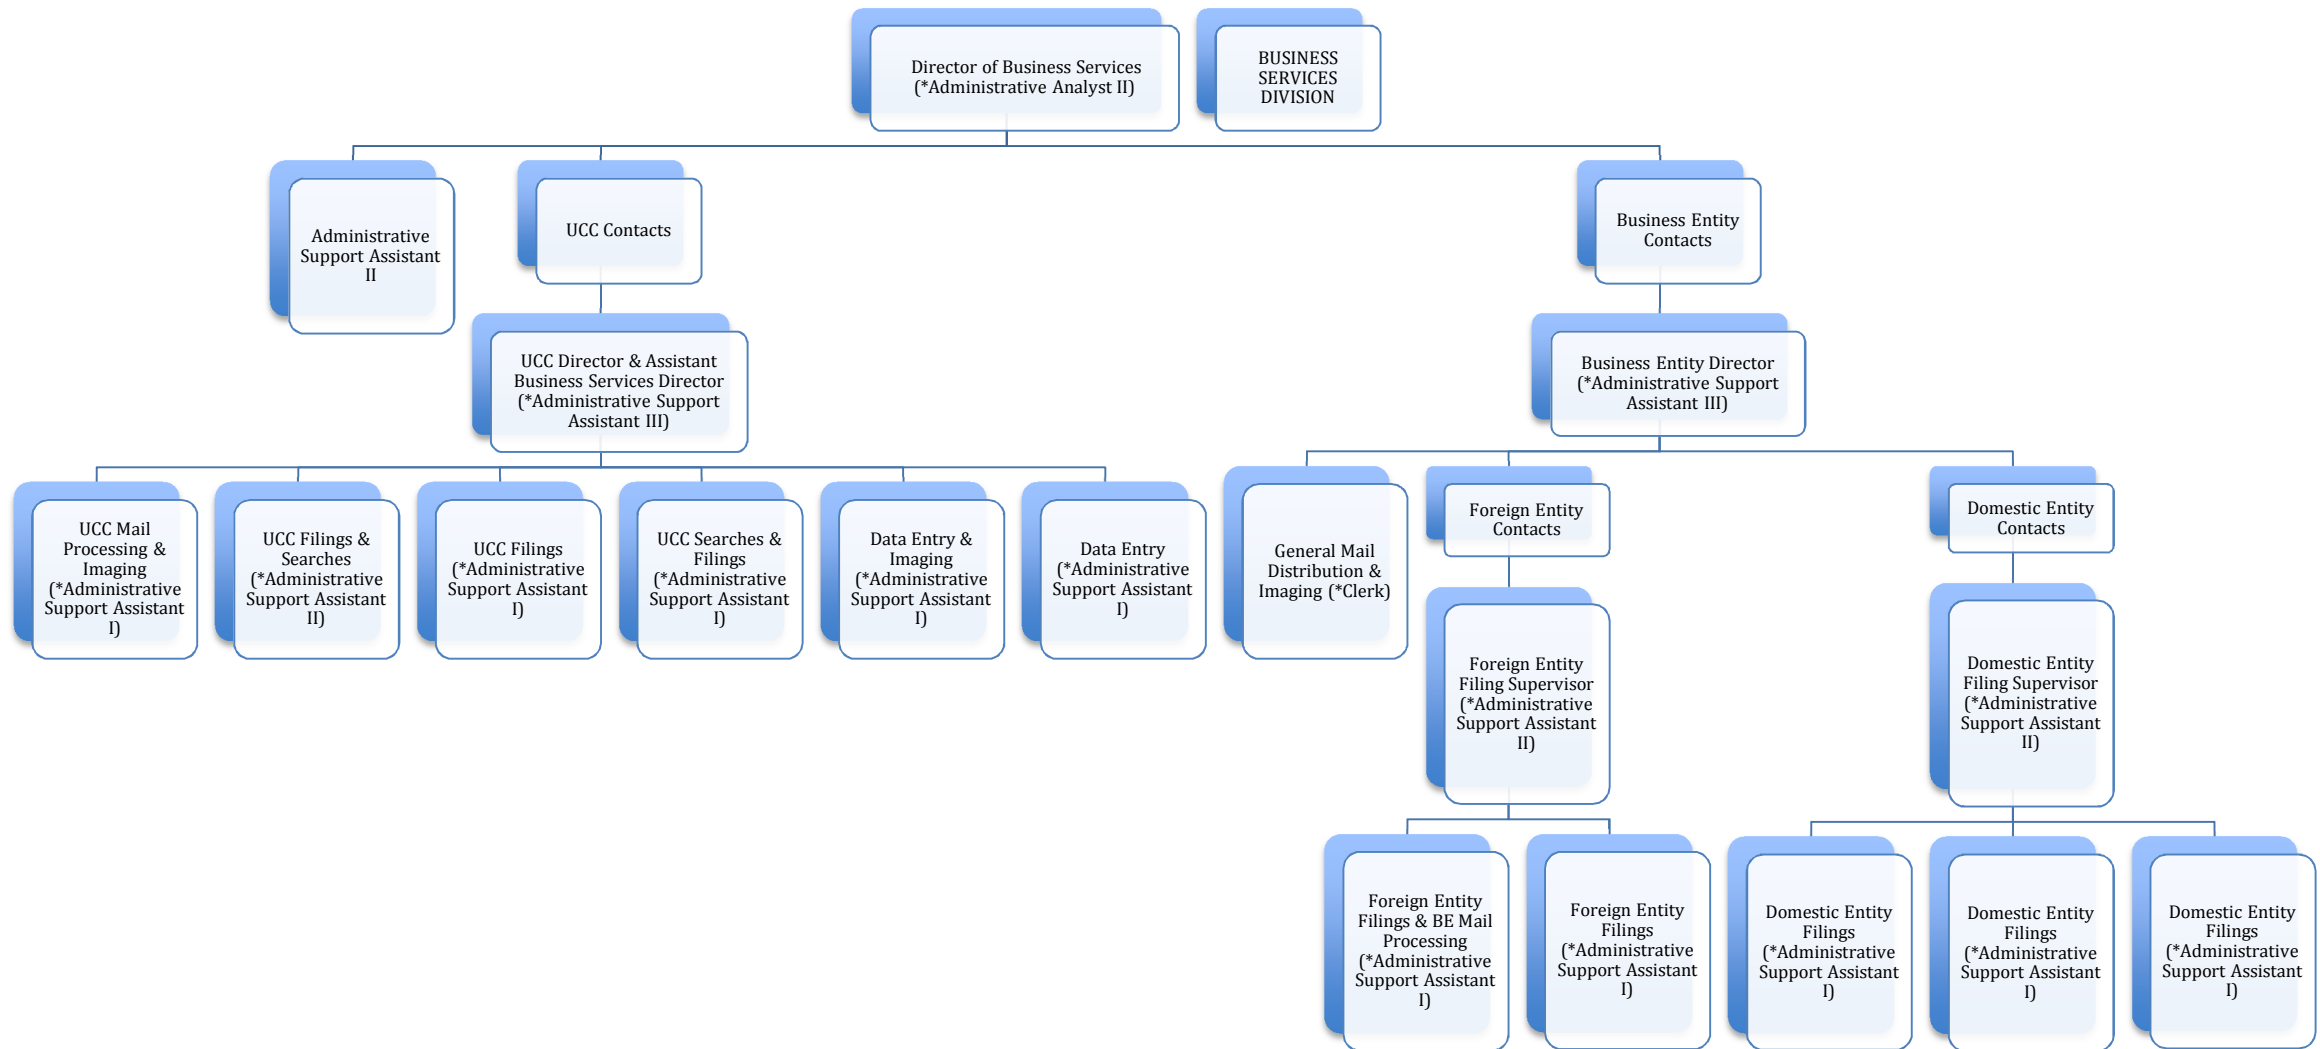 Director of Business Services
(*Administrative Analyst II)
BUSINESS
SERVICES
DIVISION
Administrative
Support Assistant
II
UCC Contacts
Business Entity
Contacts
UCC Director & Assistant
Business Services Director
(*Administrative Support
Assistant III)
Business Entity Director
(*Administrative Support
Assistant III)
UCC Mail
Processing &
Imaging
(*Administrative
Support Assistant
I)
UCC Filings &
Searches
(*Administrative
Support Assistant
II)
UCC Filings
(*Administrative
Support Assistant
I)
UCC Searches &
Filings
(*Administrative
Support Assistant
I)
Data Entry &
Imaging
(*Administrative
Support Assistant
I)
Data Entry
(*Administrative
Support Assistant
I)
General Mail
Distribution &
Imaging (*Clerk)
Foreign Entity
Contacts
Domestic Entity
Contacts
Foreign Entity
Filing Supervisor
(*Administrative
Support Assistant
II)
Domestic Entity
Filing Supervisor
(*Administrative
Support Assistant
II)
Foreign Entity
Filings & BE Mail
Processing
(*Administrative
Support Assistant
I)
Foreign Entity
Filings
(*Administrative
Support Assistant
I)
Domestic Entity
Filings
(*Administrative
Support Assistant
I)
Domestic Entity
Filings
(*Administrative
Support Assistant
I)
Domestic Entity
Filings
(*Administrative
Support Assistant
I)